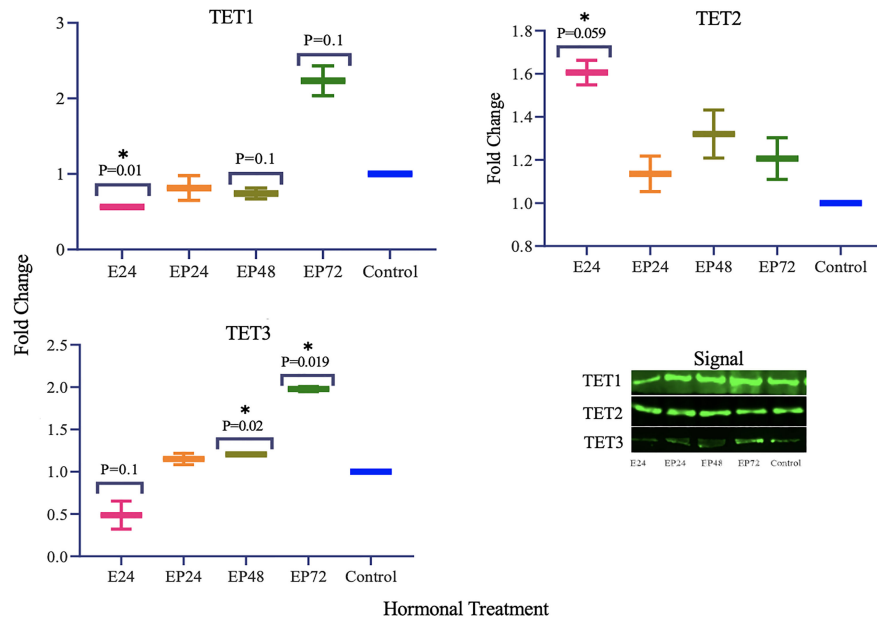 TET1
3
2
1
0
P=0.1
*
P=0.01
P=0.1
E24 EP24 EP48 EP72 Control
TET2
*
P=0.059
1.8
1.6
1.4
1.2
1.0
0.8
Fold Change
E24 EP24 EP48 EP72 Control
Fold Change
TET3
2.5
2.0
1.5
1.0
0.5
0.0
*
P=0.019
*
P=0.02
P=0.1
E24 EP24 EP48 EP72 Control
Signal
TET1
TET2
TET3
E24 EP24 EP48 EP72 Control
Hormonal Treatment